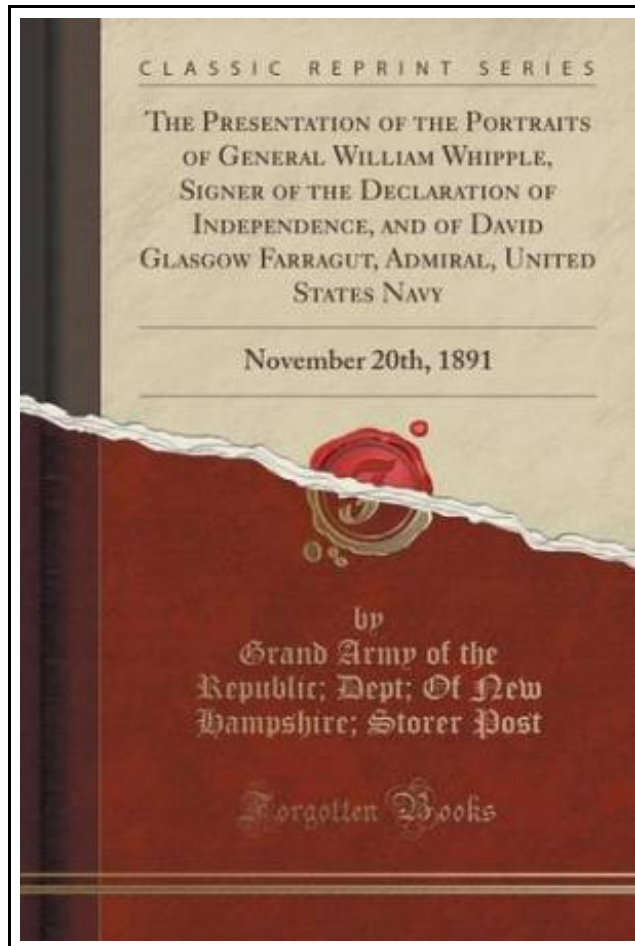 CLASSIC REPRINT SERIES
THE PRESENTATION OF THE PORTRAITS
OF GENERAL WILLIAM WHIPPLE,
SIGNER OF THE DECLARATION OF
INDEPENDENCE, AND OF DAVID
GLASGOW FARRAGUT, ADMIRAL, UNITED
STATES NAVY
November 20th, 1891
F
by
Grand Army of the
Republic; Dept; Of New
Hampshire; Storer Post
Forgotten Books